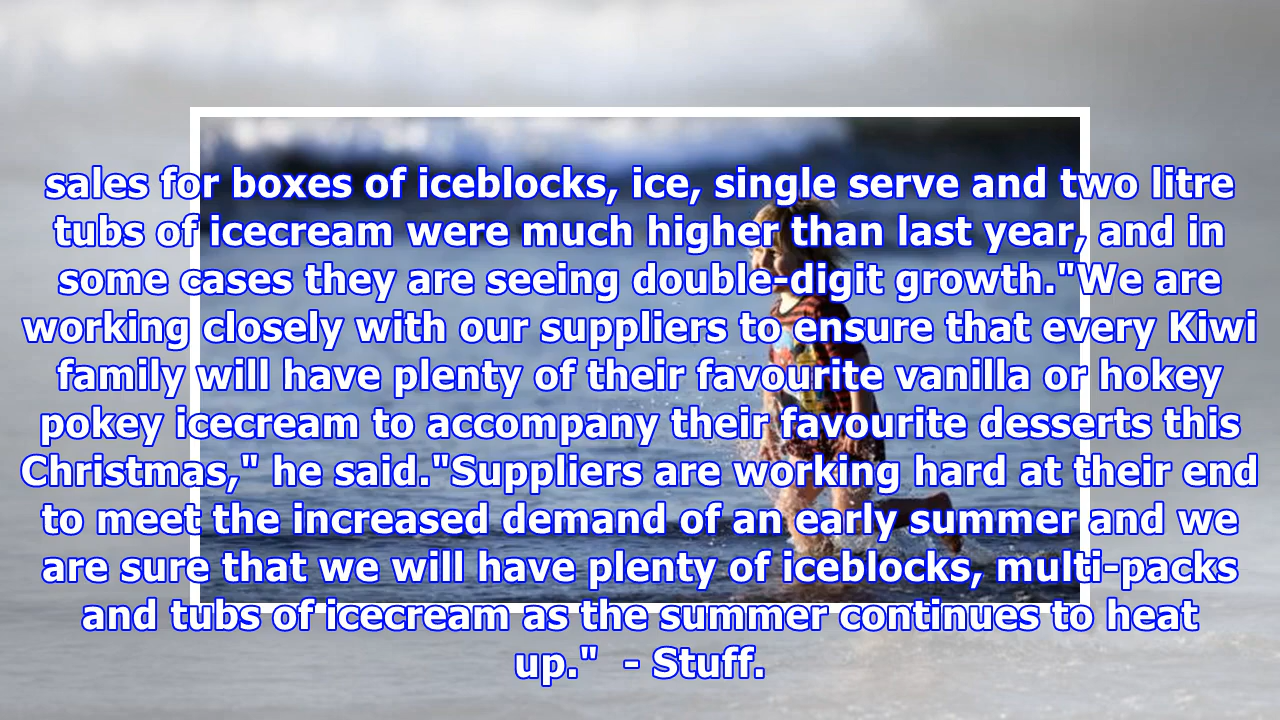 sales for boxes of iceblocks, ice, single serve and two litre
tubs of icecream were much higher than last year, and in
some cases they are seeing double-digit growth."We are
working closely with our suppliers to ensure that every Kiwi
family will have plenty of their favourite vanilla or hokey
pokey icecream to accompany their favourite desserts this
Christmas," he said."Suppliers are working hard at their end
to meet the increased demand of an early summer and we
are sure that we will have plenty of iceblocks, multi-packs
and tubs of icecream as the summer continues to heat
up."  - Stuff.